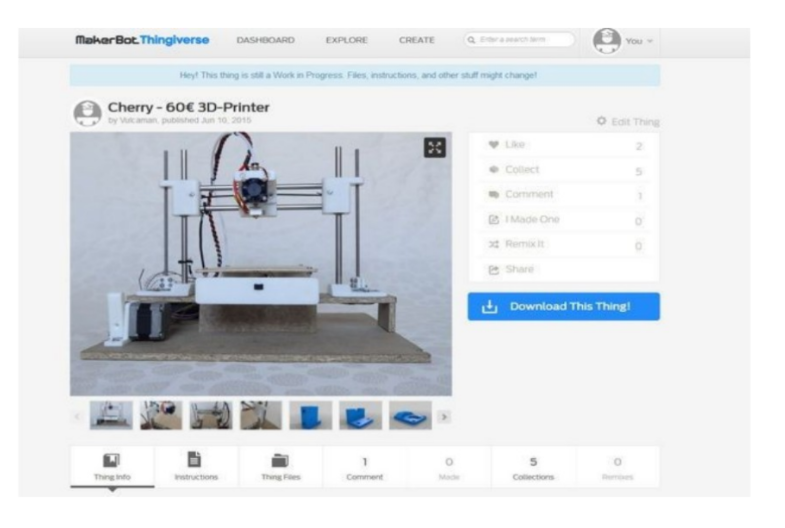 MakerBot Thingiverse DASHBOARD EXPLORE CREATE Enter a search term You
Hey! This thing is still a Work in Progress. Files, instructions, and other stuff might change!
Cherry - 60€ 3D-Printer
by Volcaman, published Jun 10, 2015
Edit Thing
Like 2
Collect 5
Comment 1
I Made One 0
Remix It 0
Share
Download This Thing!
1 0 5 0
Thing Info Instructions Thing Files Comment Made Collections Remixes